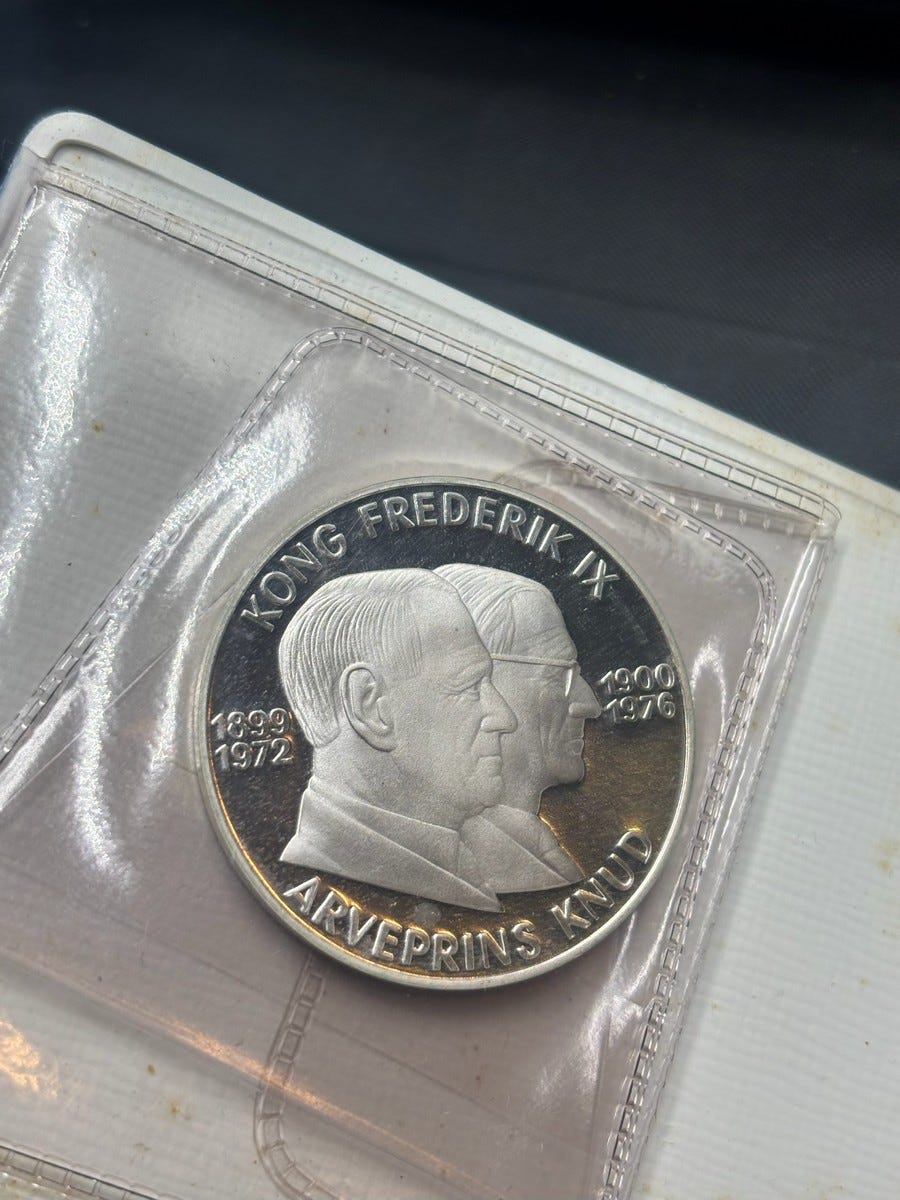 KONG FREDERIK IX
1899
1972
1900
1976
ARVEPRINS KNUD